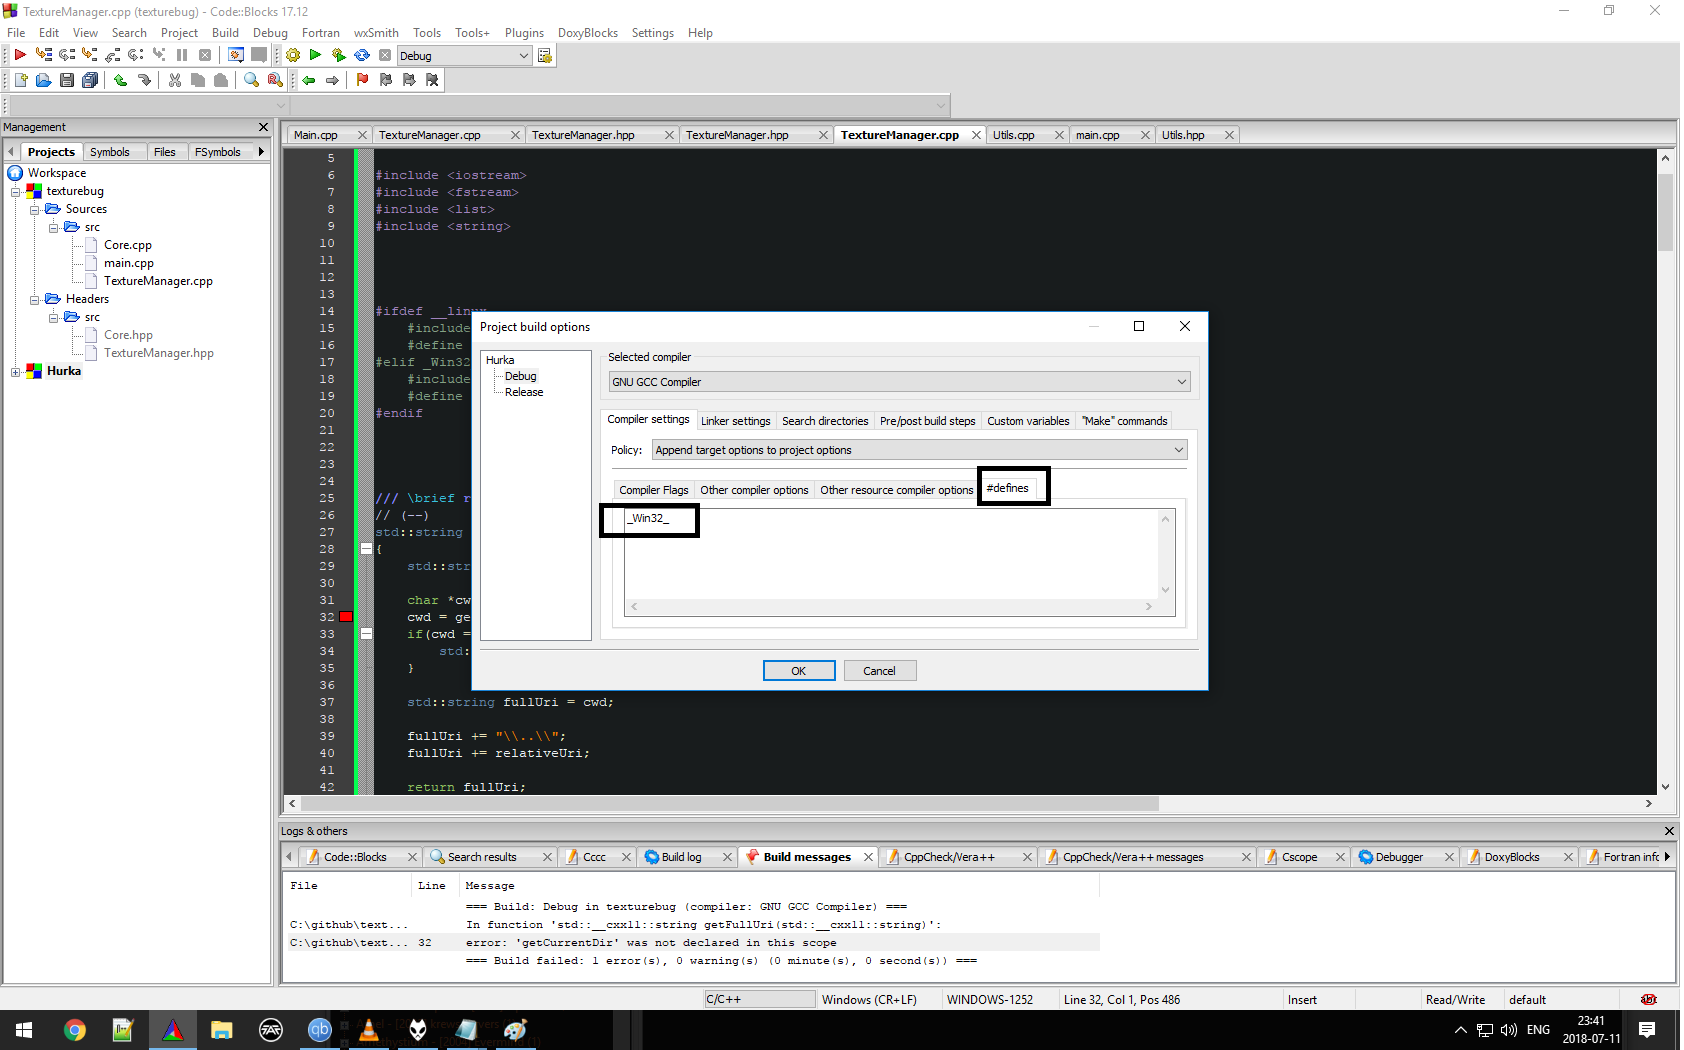 TextureManager.cpp (texturebug) - Code::Blocks 17.12
File Edit View Search Project Build Debug Fortran wxSmith Tools Tools+ Plugins DoxyBlocks Settings Help
Debug
Management
Projects Symbols Files FSymbols
Workspace
texturebug
Sources
src
Core.cpp
main.cpp
TextureManager.cpp
Headers
src
Core.hpp
TextureManager.hpp
Hurka
Main.cpp TextureManager.cpp TextureManager.hpp TextureManager.hpp TextureManager.cpp Utils.cpp main.cpp Utils.hpp
5
6 #include <iostream>
7 #include <fstream>
8 #include <list>
9 #include <string>
10
11
12
13
14 #ifdef __linux
15 #include
16 #define
17 #elif _Win32
18 #include
19 #define
20 #endif
21
22
23
24
25 /// \brief r
26 // (--)
27 std::string
28 {
29 std::str
30
31 char *cw
32 cwd = ge
33 if(cwd =
34 std:
35 }
36
37 std::string fullUri = cwd;
38
39 fullUri += "\\..\\";
40 fullUri += relativeUri;
41
42 return fullUri;
Project build options
Hurka
Debug
Release
Selected compiler
GNU GCC Compiler
Compiler settings Linker settings Search directories Pre/post build steps Custom variables "Make" commands
Policy: Append target options to project options
Compiler Flags Other compiler options Other resource compiler options #defines
_Win32_
OK Cancel
Logs & others
Code::Blocks Search results Cccc Build log Build messages CppCheck/Vera++ CppCheck/Vera++ messages Cscope Debugger DoxyBlocks Fortran info
File Line Message
=== Build: Debug in texturebug (compiler: GNU GCC Compiler) ===
C:\github\text... In function 'std::__cxx11::string getFullUri(std::__cxx11::string)':
C:\github\text... 32 error: 'getCurrentDir' was not declared in this scope
=== Build failed: 1 error(s), 0 warning(s) (0 minute(s), 0 second(s)) ===
C/C++ Windows (CR+LF) WINDOWS-1252 Line 32, Col 1, Pos 486 Insert Read/Write default
ENG
23:41
2018-07-11